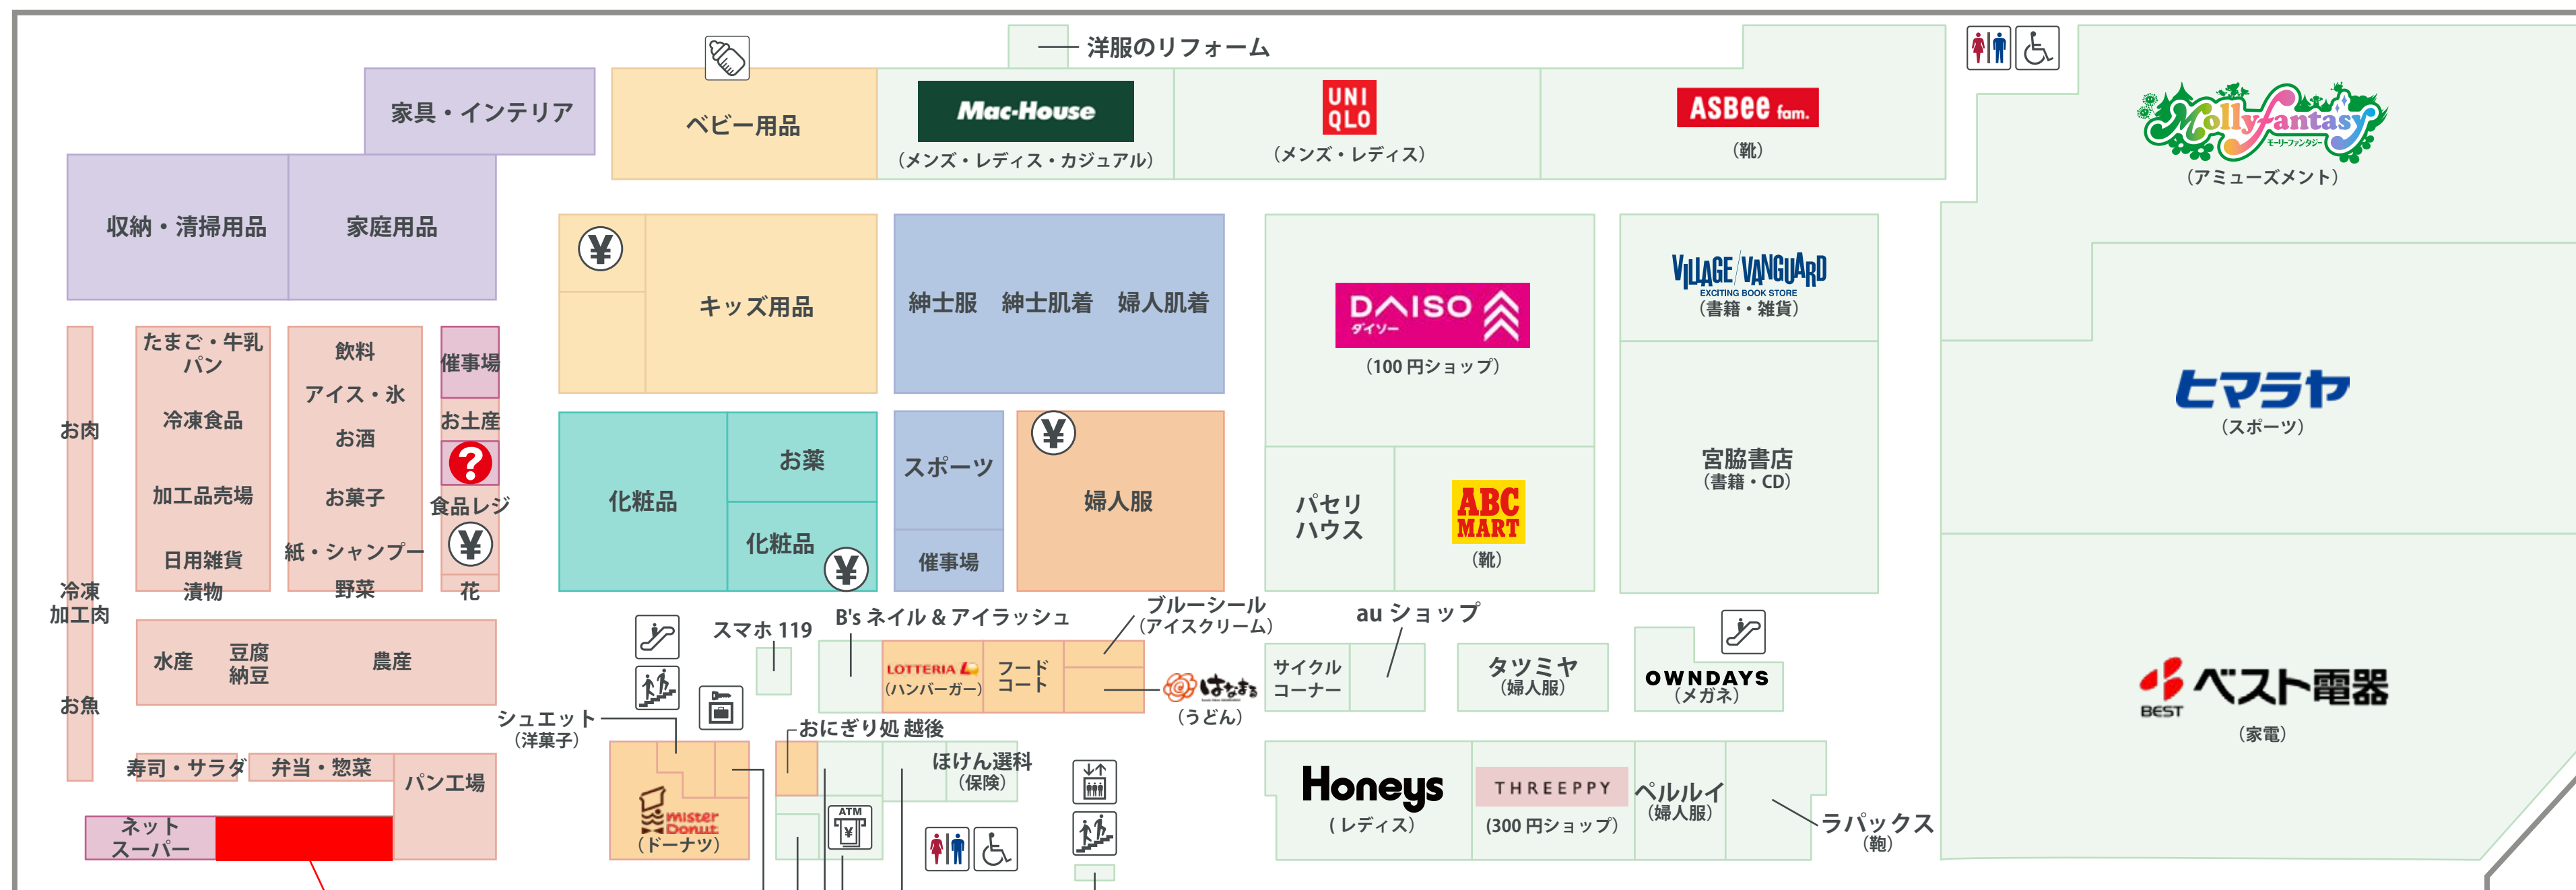 洋服のリフォーム
家具・インテリア
ベビー用品
Mac-House
(メンズ・レディス・カジュアル)
UNI
QLO
(メンズ・レディス)
ASBee fam.
(靴)
Mollyfantasy
モーリーファンタジー
(アミューズメント)
収納・清掃用品
家庭用品
¥
キッズ用品
紳士服 紳士肌着 婦人肌着
DAISO
ダイソー
(100 円ショップ)
VILLAGE/VANGUARD
EXCITING BOOK STORE
(書籍・雑貨)
ヒマラヤ
(スポーツ)
お肉
冷凍
加工肉
お魚
たまご・牛乳
パン
冷凍食品
加工品売場
日用雑貨
漬物
飲料
アイス・氷
お酒
お菓子
紙・シャンプー
野菜
催事場
お土産
?
食品レジ
¥
花
化粧品
お薬
化粧品
¥
スポーツ
催事場
¥
婦人服
パセリ
ハウス
ABC
MART
(靴)
宮脇書店
(書籍・CD)
水産
豆腐
納豆
農産
スマホ 119
B's ネイル & アイラッシュ
ブルーシール
(アイスクリーム)
LOTTERIA
(ハンバーガー)
フード
コート
はなまる
(うどん)
au ショップ
サイクル
コーナー
タツミヤ
(婦人服)
OWNDAYS
(メガネ)
BEST
ベスト電器
(家電)
寿司・サラダ
弁当・惣菜
パン工場
ネット
スーパー
シュエット
(洋菓子)
mister
Donut
(ドーナツ)
おにぎり処 越後
ほけん選科
(保険)
ATM
¥
Honeys
( レディス)
THREEPPY
(300 円ショップ)
ペルルイ
(婦人服)
ラパックス
(鞄)